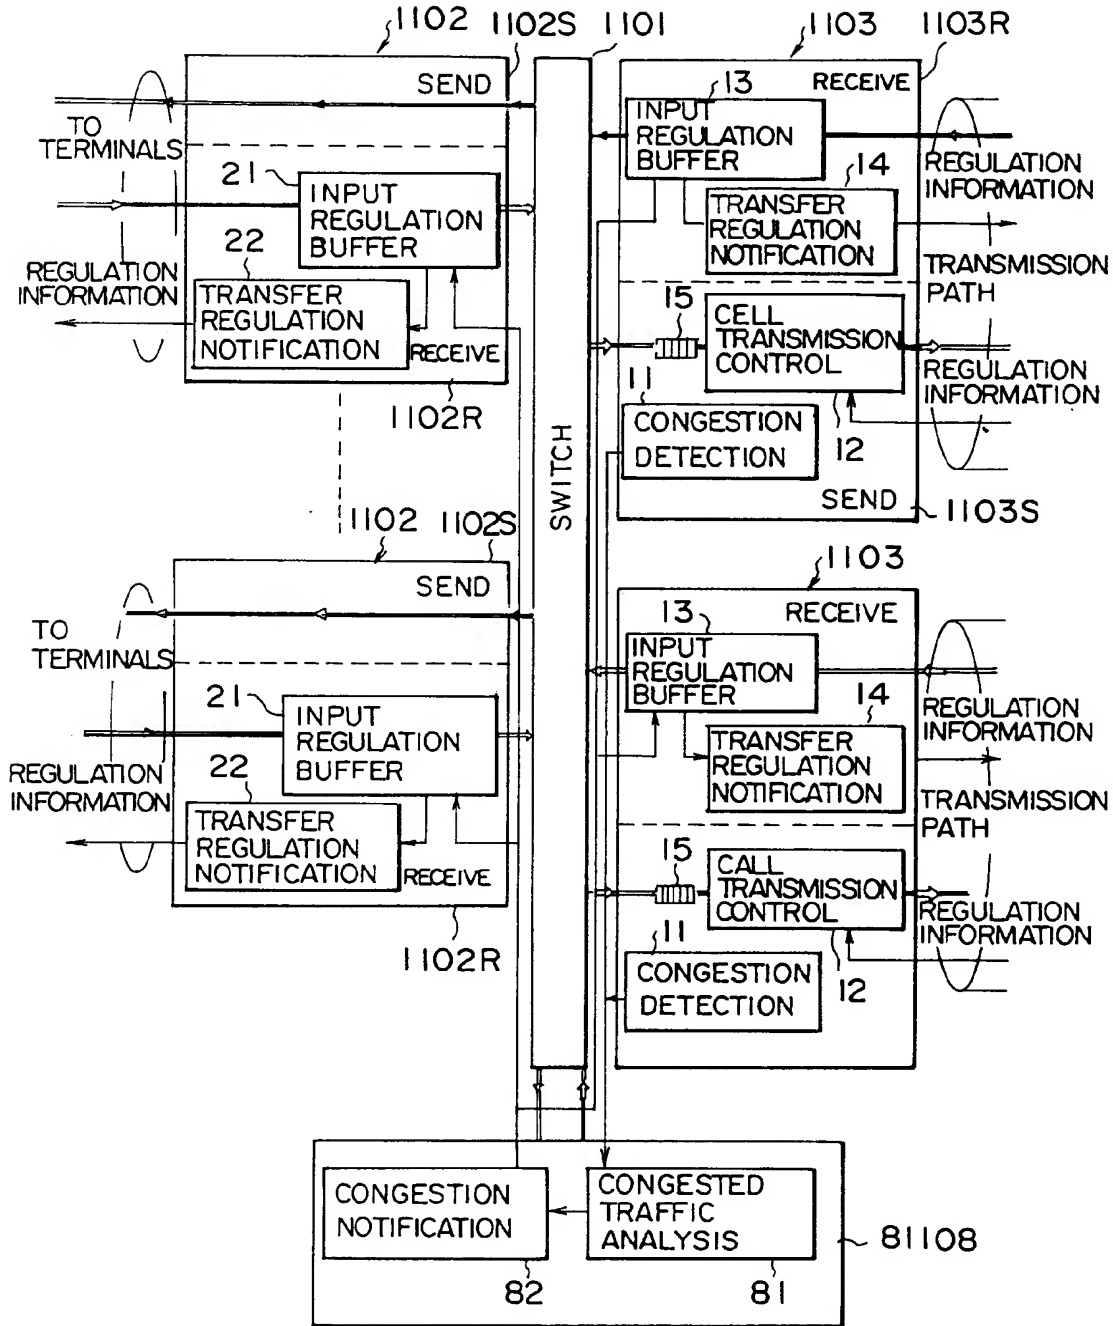 1102
1102S
1101
1103
1103R
SEND
RECEIVE
13
INPUT
REGULATION
BUFFER
TO
TERMINALS
REGULATION
INFORMATION
21
INPUT
REGULATION
BUFFER
14
TRANSFER
REGULATION
NOTIFICATION
22
REGULATION
INFORMATION
TRANSFER
REGULATION
NOTIFICATION
RECEIVE
1102R
TRANSMISSION
PATH
15
CELL
TRANSMISSION
CONTROL
REGULATION
INFORMATION
11
CONGESTION
DETECTION
12
SEND
1103S
SWITCH
1102
1102S
SEND
TO
TERMINALS
21
INPUT
REGULATION
BUFFER
REGULATION
INFORMATION
22
TRANSFER
REGULATION
NOTIFICATION
RECEIVE
1102R
1103
RECEIVE
13
INPUT
REGULATION
BUFFER
REGULATION
INFORMATION
14
TRANSFER
REGULATION
NOTIFICATION
TRANSMISSION
PATH
15
CALL
TRANSMISSION
CONTROL
REGULATION
INFORMATION
11
CONGESTION
DETECTION
12
CONGESTION
NOTIFICATION
82
CONGESTED
TRAFFIC
ANALYSIS
81
81108